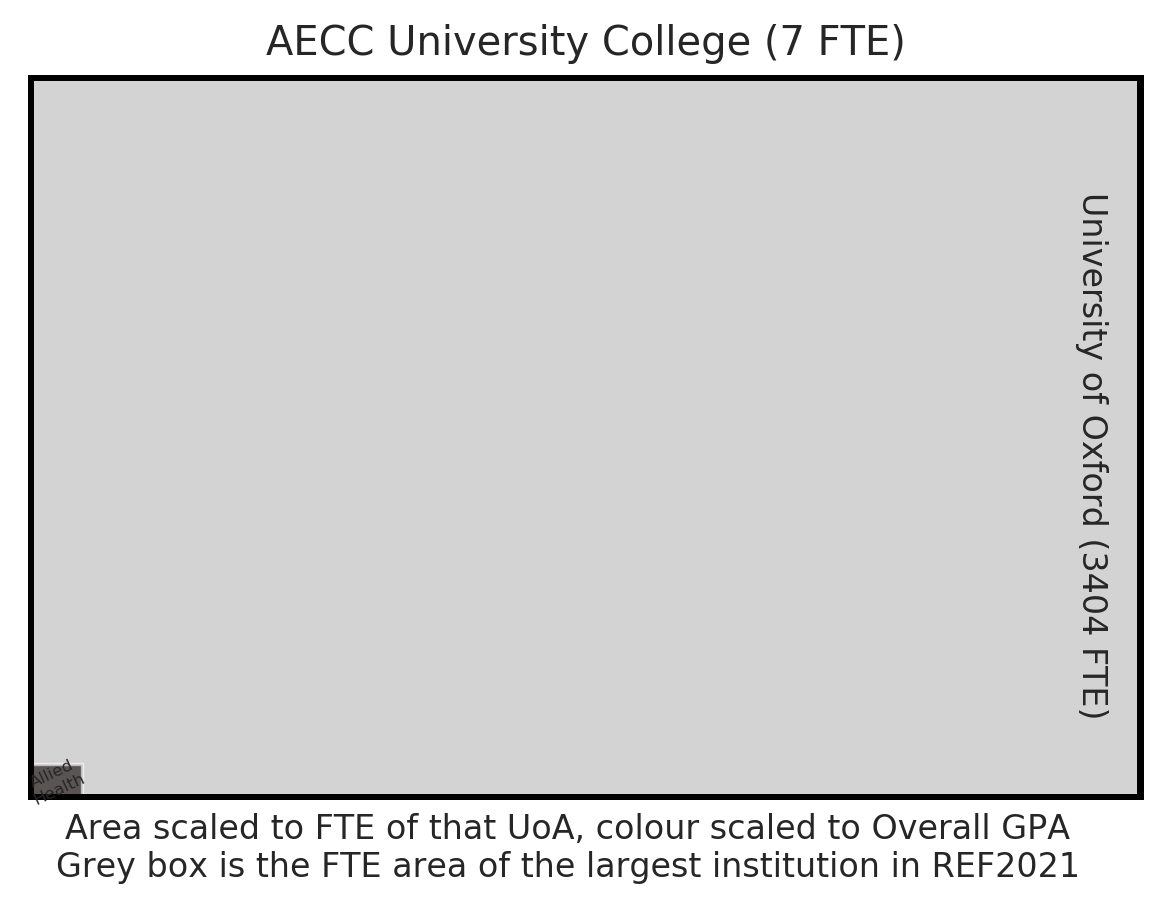 AECC University College (7 FTE)
University of Oxford (3404 FTE)
Allied
Health
Area scaled to FTE of that UoA, colour scaled to Overall GPA
Grey box is the FTE area of the largest institution in REF2021